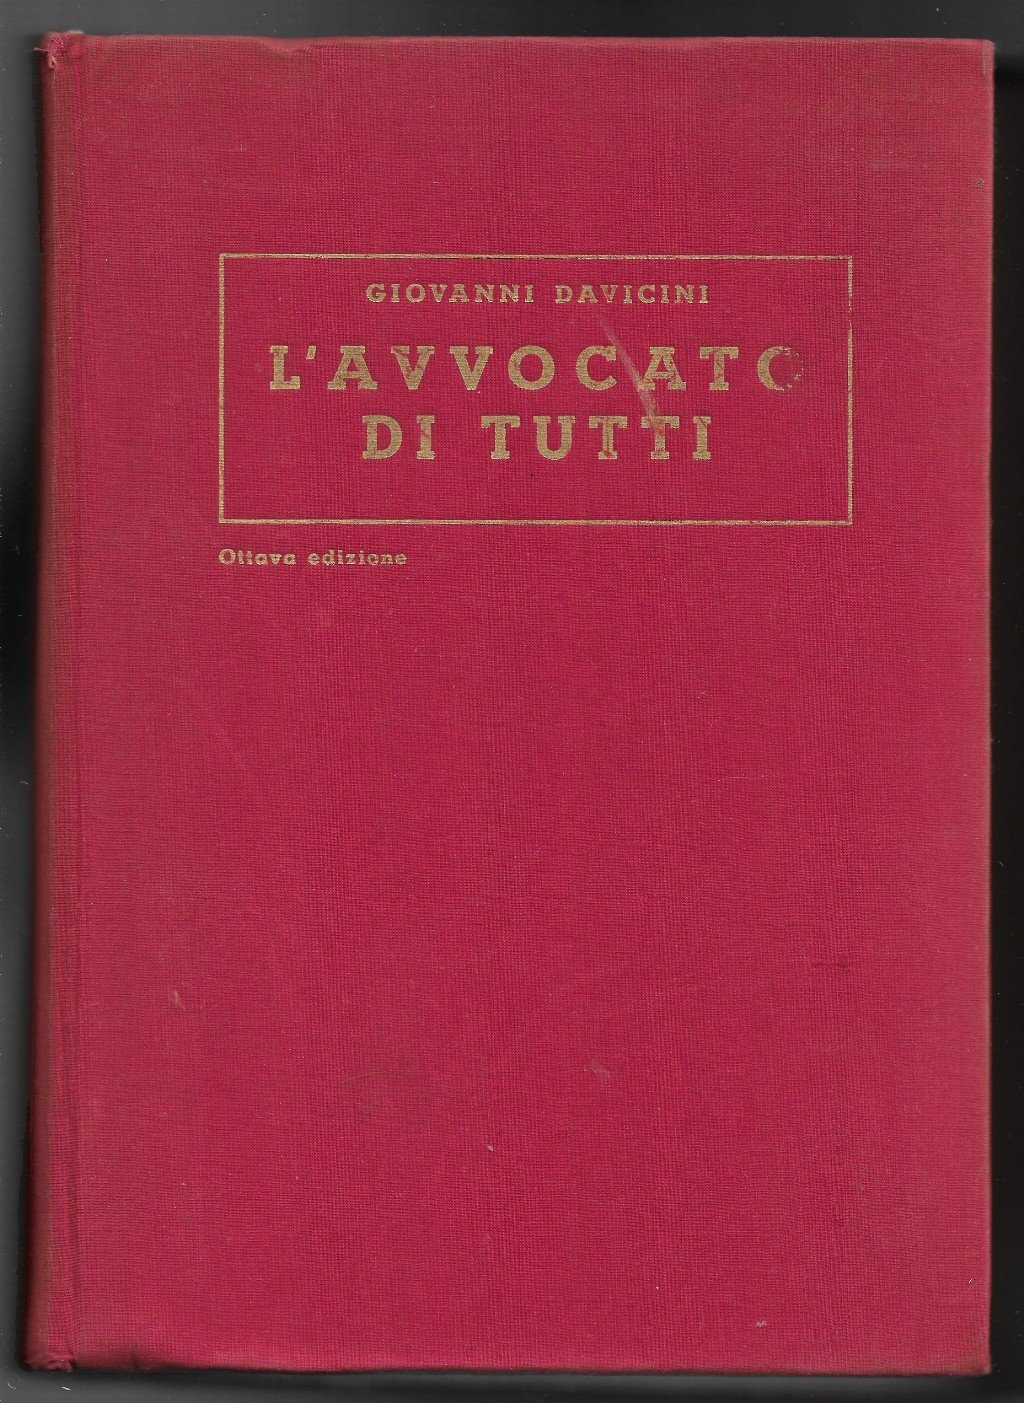 GIOVANNI DAVICINI
L'AVVOCATO
DI TUTTI
Ottava edizione